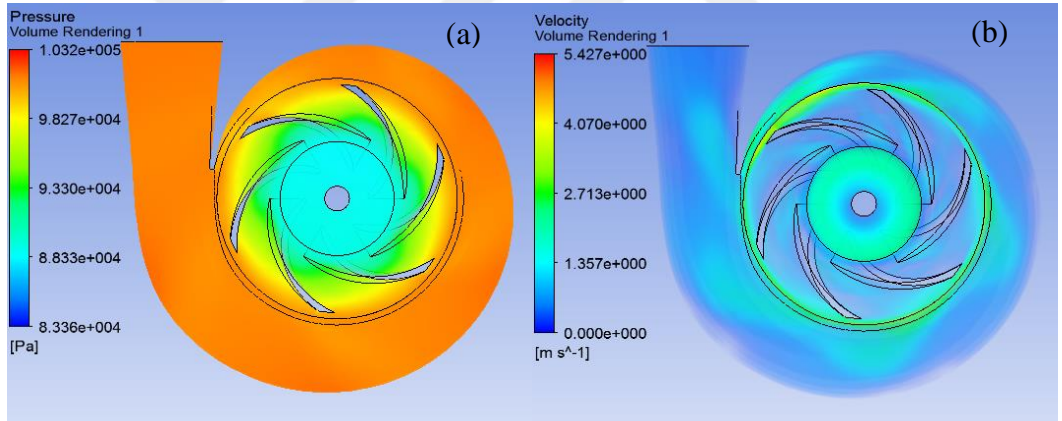 Pressure
Volume Rendering 1
(a)
1.032e+005
9.827e+004
9.330e+004
8.833e+004
8.336e+004
[Pa]
Velocity
Volume Rendering 1
(b)
5.427e+000
4.070e+000
2.713e+000
1.357e+000
0.000e+000
[m s^-1]